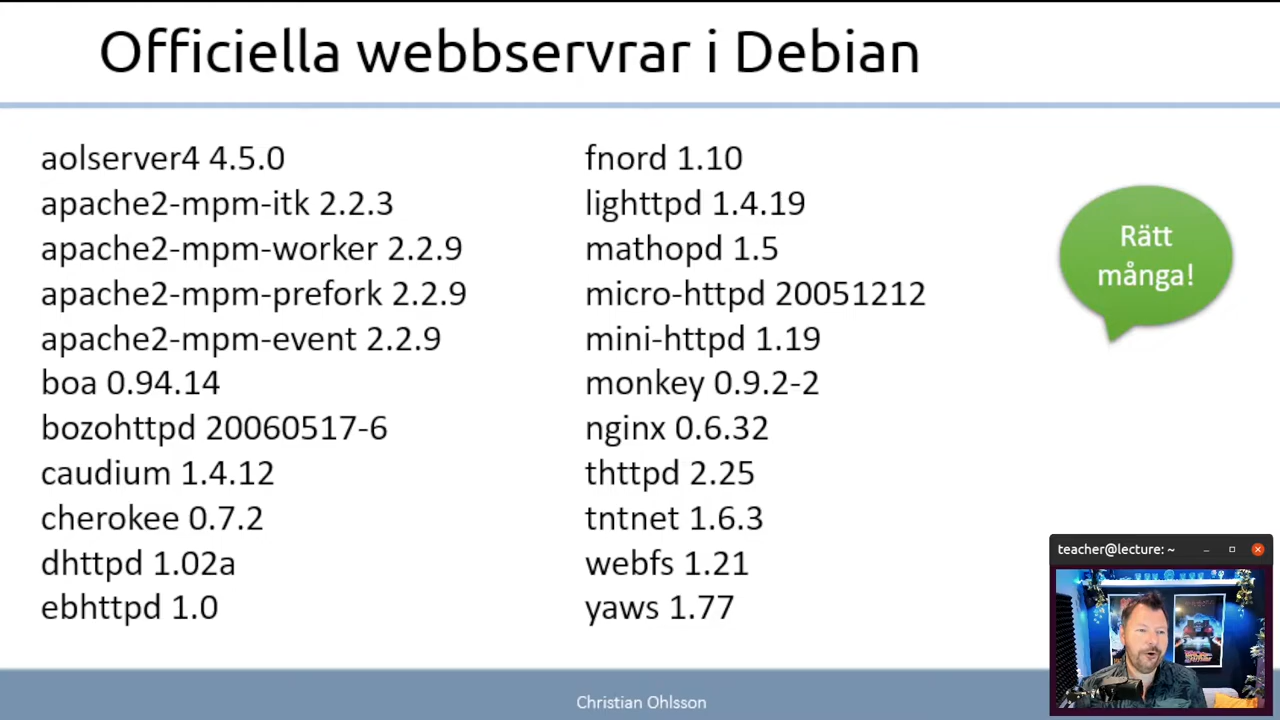 Officiella webbservrar i Debian
aolserver4 4.5.0
apache2-mpm-itk 2.2.3
apache2-mpm-worker 2.2.9
apache2-mpm-prefork 2.2.9
apache2-mpm-event 2.2.9
boa 0.94.14
bozohttpd 20060517-6
caudium 1.4.12
cherokee 0.7.2
dhttpd 1.02a
ebhttpd 1.0
fnord 1.10
lighttpd 1.4.19
mathopd 1.5
micro-httpd 20051212
mini-httpd 1.19
monkey 0.9.2-2
nginx 0.6.32
thttpd 2.25
tntnet 1.6.3
webfs 1.21
yaws 1.77
Rätt
många!
teacher@lecture: ~
Christian Ohlsson